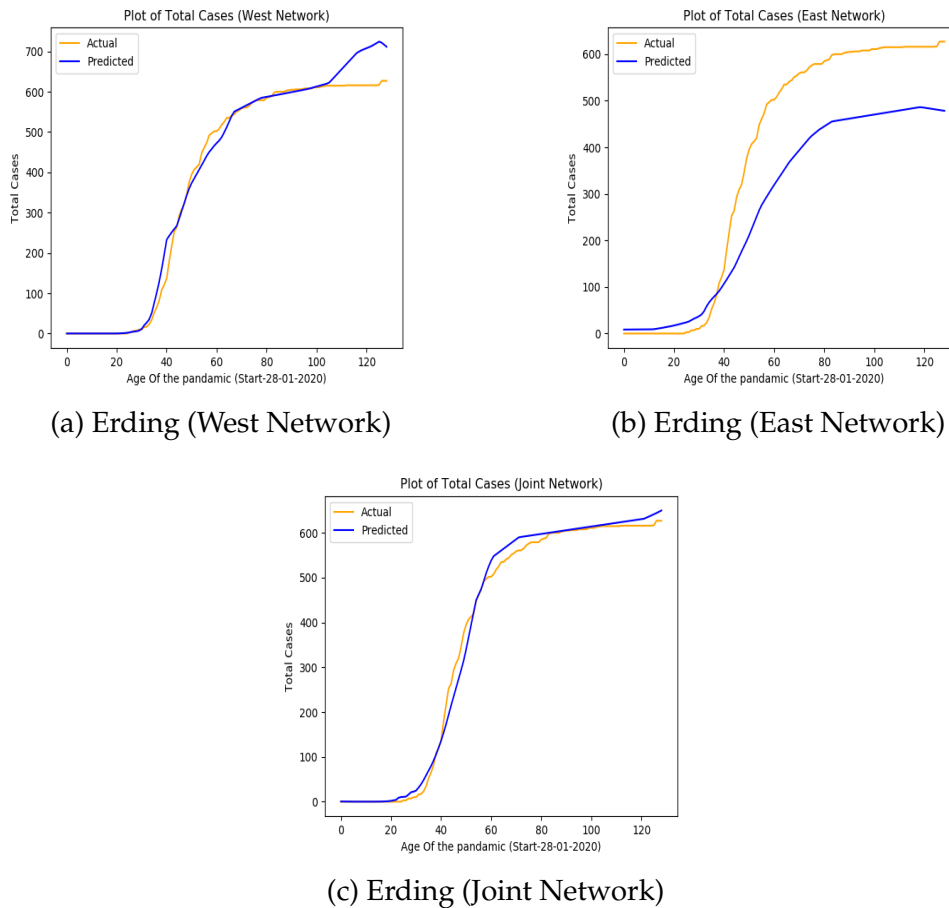 Plot of Total Cases (West Network)
Actual
Predicted
700
600
500
400
300
200
100
0
Total Cases
0 20 40 60 80 100 120
Age Of the pandamic (Start-28-01-2020)
(a) Erding (West Network)
Plot of Total Cases (East Network)
Actual
Predicted
600
500
400
300
200
100
0
Total Cases
0 20 40 60 80 100 120
Age Of the pandamic (Start-28-01-2020)
(b) Erding (East Network)
Plot of Total Cases (Joint Network)
Actual
Predicted
600
500
400
300
200
100
0
Total Cases
0 20 40 60 80 100 120
Age Of the pandamic (Start-28-01-2020)
(c) Erding (Joint Network)